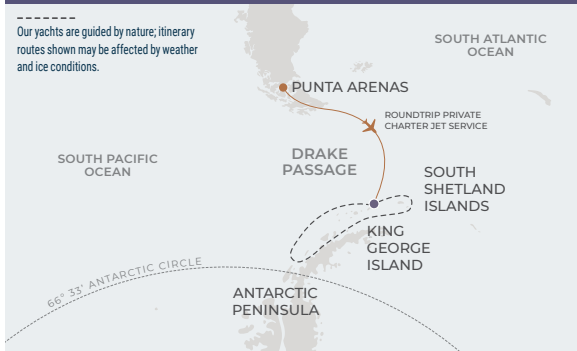 Our yachts are guided by nature; itinerary
routes shown may be affected by weather
and ice conditions.
SOUTH ATLANTIC
OCEAN
PUNTA ARENAS
ROUNDTRIP PRIVATE
CHARTER JET SERVICE
DRAKE
PASSAGE
SOUTH PACIFIC
OCEAN
SOUTH
SHETLAND
ISLANDS
KING
GEORGE
ISLAND
66° 33’ ANTARCTIC CIRCLE
ANTARCTIC
PENINSULA